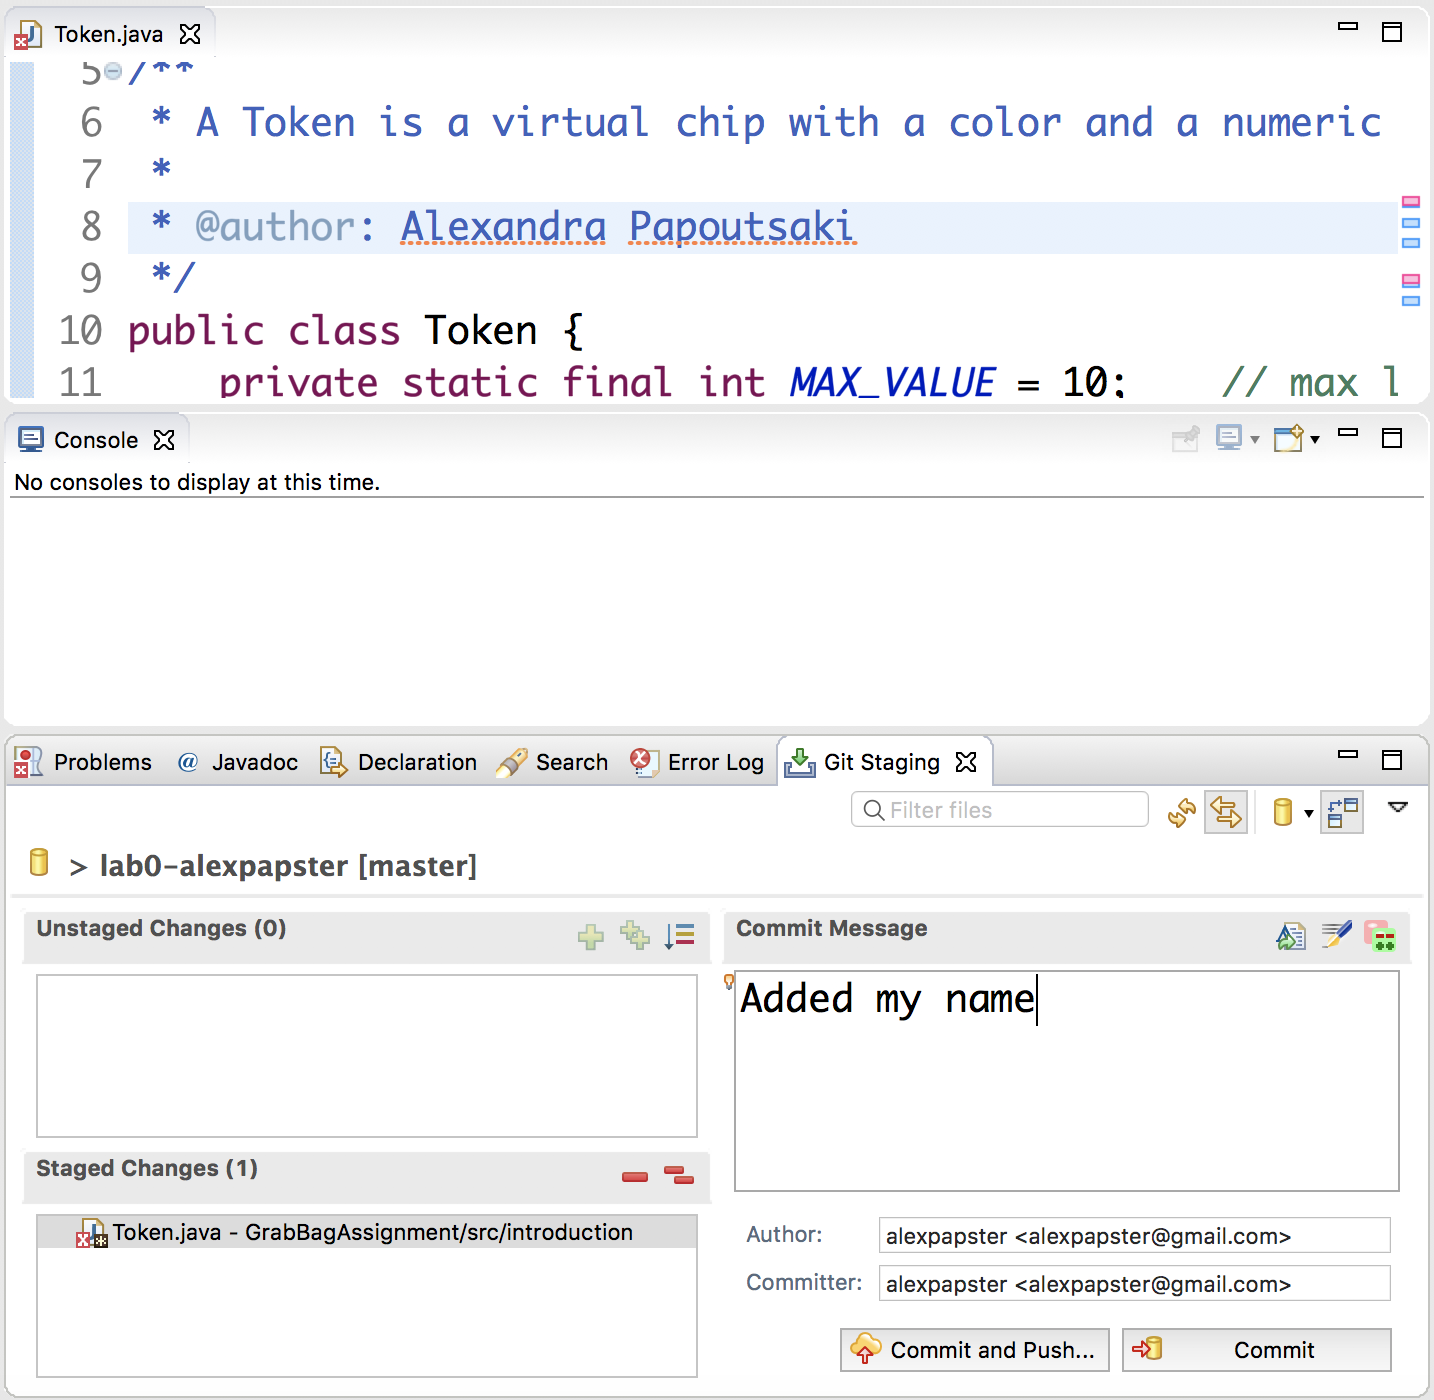 Token.java
5 /**
6 * A Token is a virtual chip with a color and a numeric
7 *
8 * @author: Alexandra Papoutsaki
9 */
10 public class Token {
11 private static final int MAX_VALUE = 10; // max l
Console
No consoles to display at this time.
Problems @ Javadoc Declaration Search Error Log Git Staging
Filter files
> lab0-alexpapster [master]
Unstaged Changes (0)
Commit Message
Added my name
Staged Changes (1)
Token.java - GrabBagAssignment/src/introduction
Author: alexpapster <alexpapster@gmail.com>
Committer: alexpapster <alexpapster@gmail.com>
Commit and Push... Commit